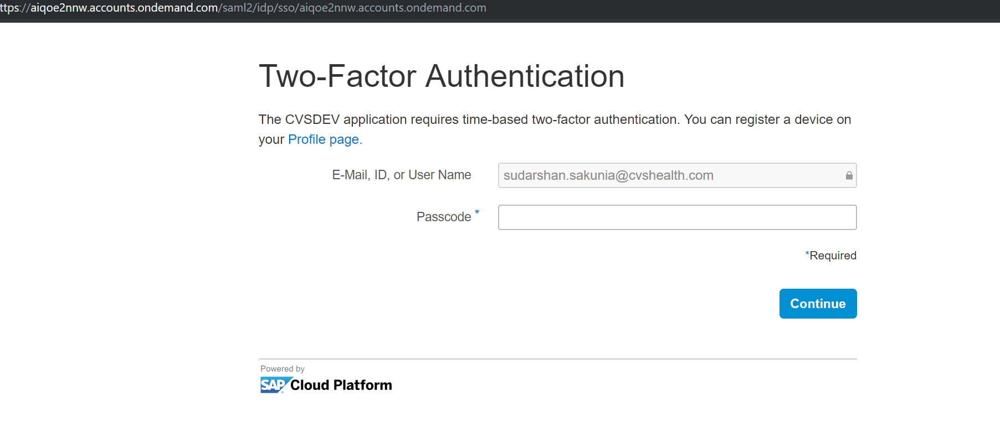 ttps://aiqoe2nnw.accounts.ondemand.com/saml2/idp/sso/aiqoe2nnw.accounts.ondemand.com
Two-Factor Authentication
The CVSDEV application requires time-based two-factor authentication. You can register a device on
your Profile page.
E-Mail, ID, or User Name
sudarshan.sakunia@cvshealth.com
Passcode *
*Required
Continue
Powered by
SAP Cloud Platform